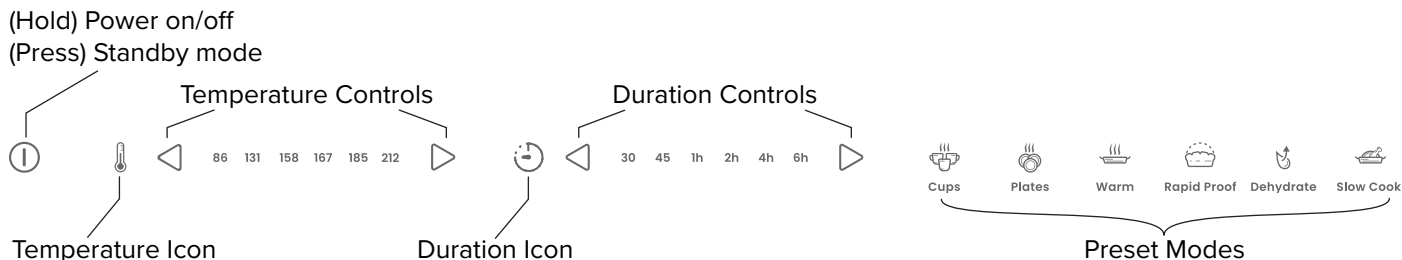 (Hold) Power on/off
(Press) Standby mode
Temperature Controls
Duration Controls
86 131 158 167 185 212
30 45 1h 2h 4h 6h
Cups Plates Warm Rapid Proof Dehydrate Slow Cook
Temperature Icon
Duration Icon
Preset Modes